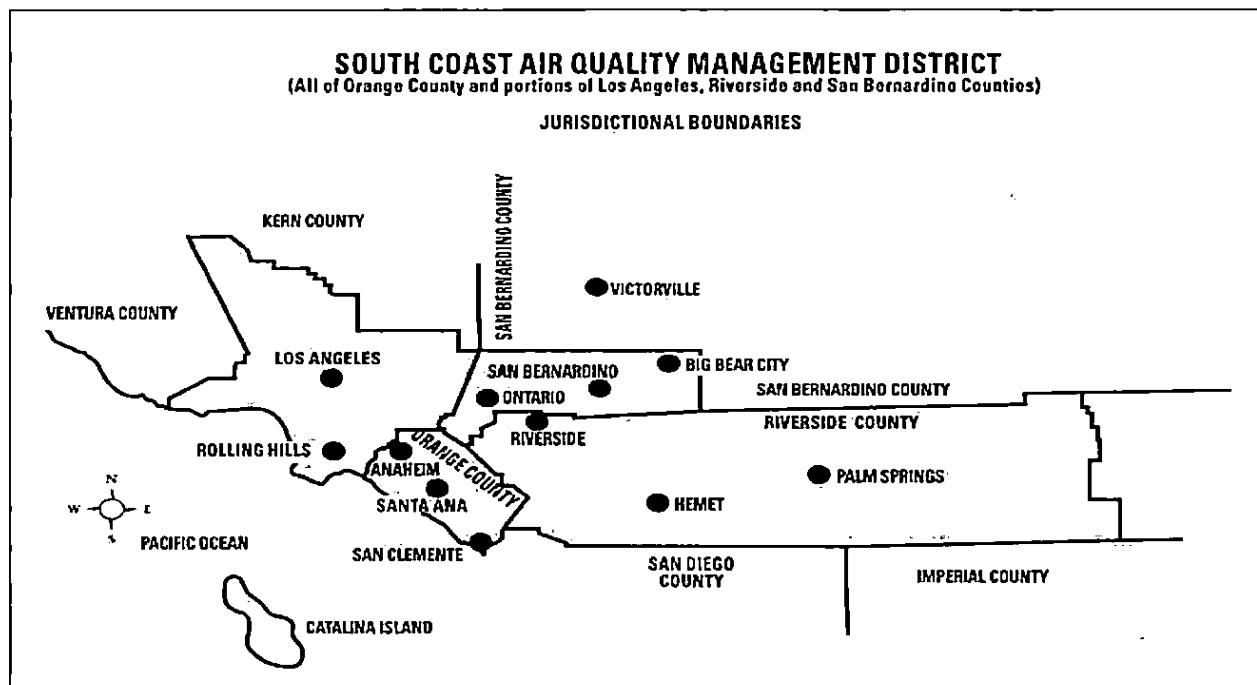 SOUTH COAST AIR QUALITY MANAGEMENT DISTRICT
(All of Orange County and portions of Los Angeles, Riverside and San Bernardino Counties)
JURISDICTIONAL BOUNDARIES
SAN BERNARDINO COUNTY
KERN COUNTY
VICTORVILLE
VENTURA COUNTY
LOS ANGELES
BIG BEAR CITY
SAN BERNARDINO
SAN BERNARDINO COUNTY
ONTARIO
RIVERSIDE COUNTY
RIVERSIDE
ORANGE COUNTY
ROLLING HILLS
ANAHEIM
PALM SPRINGS
N
W
E
S
SANTA ANA
HEMET
PACIFIC OCEAN
SAN CLEMENTE
SAN DIEGO
COUNTY
IMPERIAL COUNTY
CATALINA ISLAND